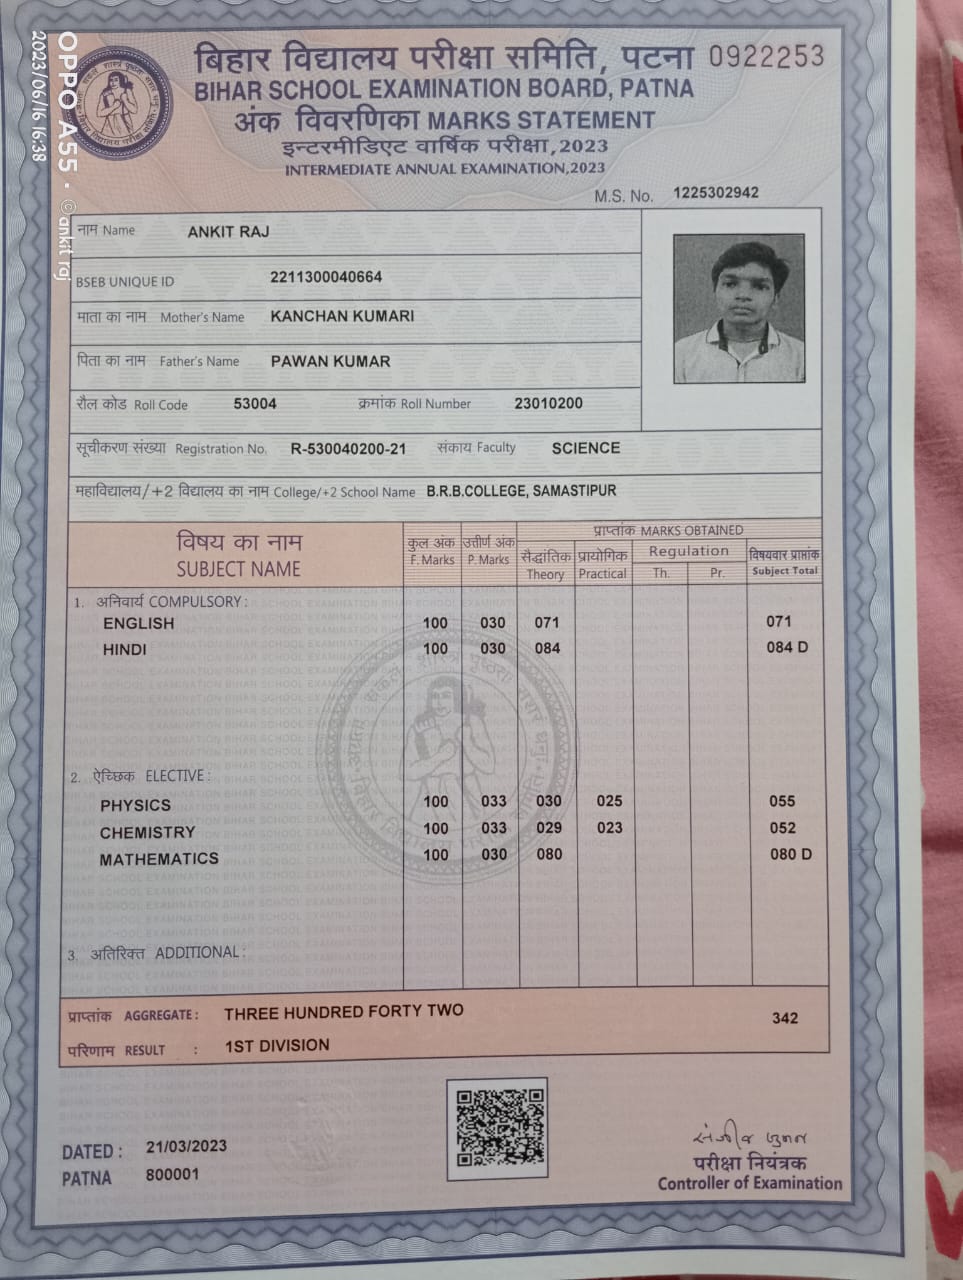 बिहार विद्यालय परीक्षा समिति, पटना 0922253
BIHAR SCHOOL EXAMINATION BOARD, PATNA
अंक विवरणिका MARKS STATEMENT
इन्टरमीडिएट वार्षिक परीक्षा, 2023
INTERMEDIATE ANNUAL EXAMINATION,2023
M.S. No. 1225302942
नाम Name ANKIT RAJ
BSEB UNIQUE ID 2211300040664
माता का नाम Mother's Name KANCHAN KUMARI
पिता का नाम Father's Name PAWAN KUMAR
रौल कोड Roll Code 53004 क्रमांक Roll Number 23010200
सूचीकरण संख्या Registration No. R-530040200-21 संकाय Faculty SCIENCE
महाविद्यालय/+2 विद्यालय का नाम College/+2 School Name B.R.B.COLLEGE, SAMASTIPUR
विषय का नाम SUBJECT NAME कुल अंक F. Marks उत्तीर्ण अंक P. Marks प्राप्तांक MARKS OBTAINED
सैद्धांतिक Theory प्रायोगिक Practical Regulation Th. Pr. विषयवार प्राप्तांक Subject Total
1. अनिवार्य COMPULSORY :
ENGLISH 100 030 071 071
HINDI 100 030 084 084 D
2. ऐच्छिक ELECTIVE :
PHYSICS 100 033 030 025 055
CHEMISTRY 100 033 029 023 052
MATHEMATICS 100 030 080 080 D
3. अतिरिक्त ADDITIONAL :
प्राप्तांक AGGREGATE : THREE HUNDRED FORTY TWO 342
परिणाम RESULT : 1ST DIVISION
DATED : 21/03/2023
PATNA 800001
परीक्षा नियंत्रक
Controller of Examination
OPPO A55 · ©ankit raj
2023/06/16 16:38